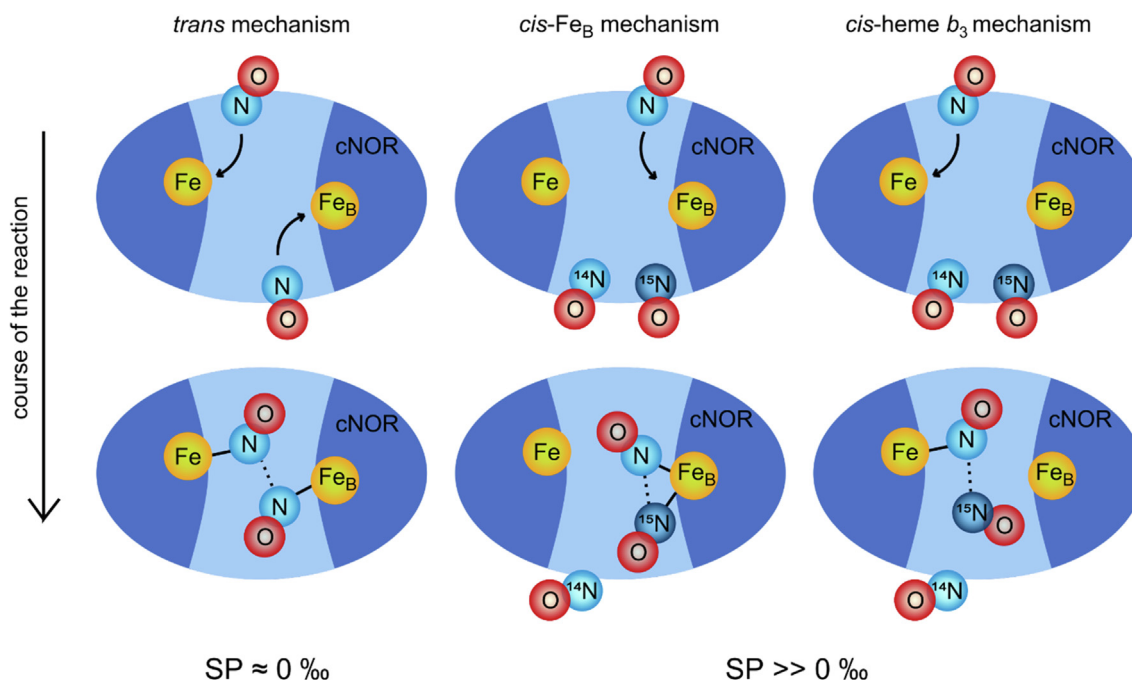 trans mechanism
cis-FeB mechanism
cis-heme b3 mechanism
course of the reaction
O
N
cNOR
Fe
FeB
N
O
O
N
cNOR
Fe
FeB
14N
15N
O
O
O
N
cNOR
Fe
FeB
14N
15N
O
O
O
cNOR
Fe
N
N
FeB
O
cNOR
O
Fe
N
FeB
15N
O
O
14N
O
cNOR
Fe
N
FeB
15N
O
O
14N
SP ≈ 0 ‰
SP >> 0 ‰